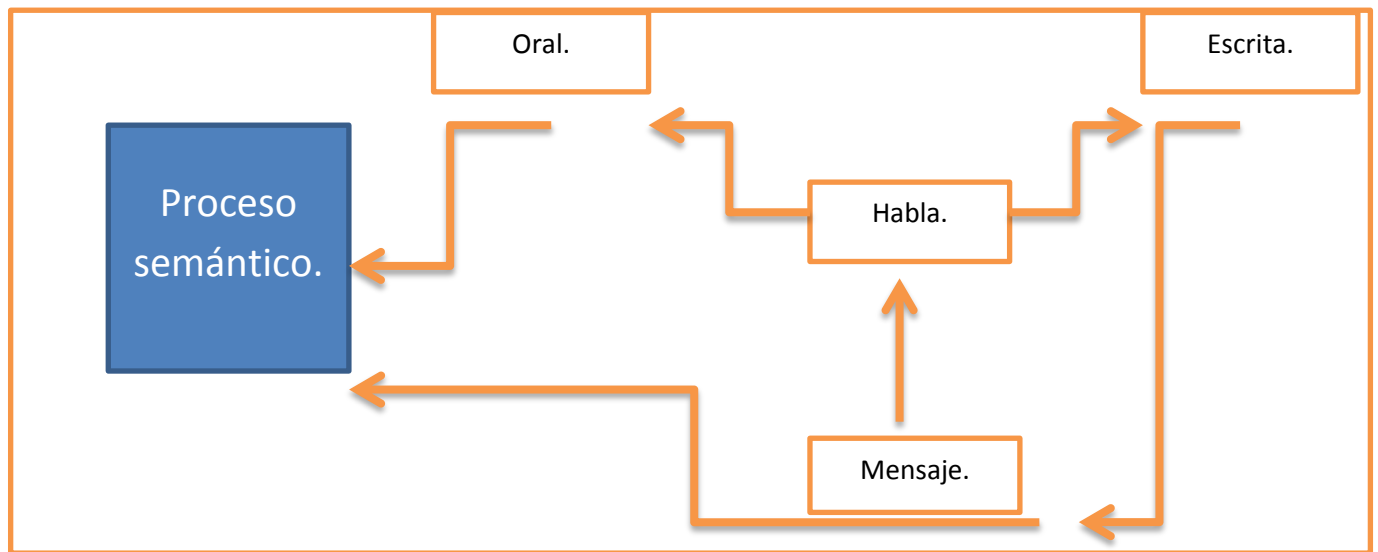 Oral.
Escrita.
Proceso
semántico.
Habla.
Mensaje.